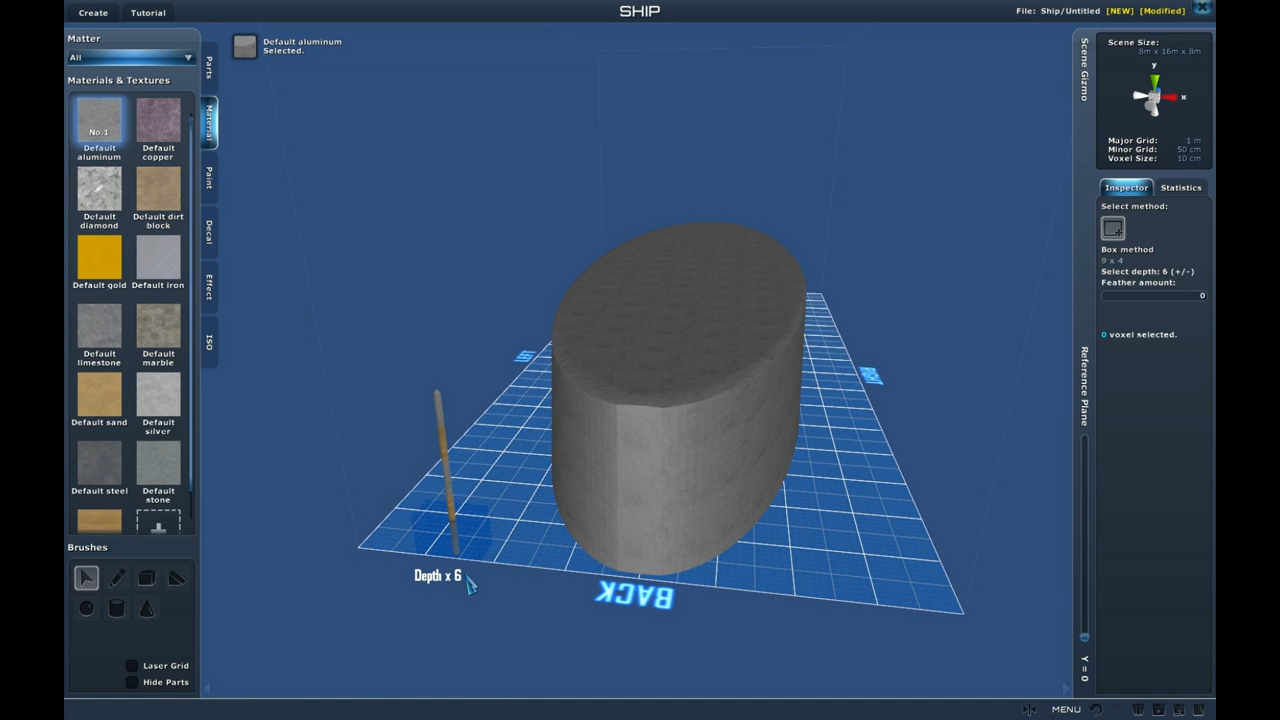 Create
Tutorial
SHIP
File: Ship/Untitled [NEW] [Modified]
Matter
All
Materials & Textures
No.1
Default aluminum
Default copper
Default diamond
Default dirt block
Default gold
Default iron
Default limestone
Default marble
Default sand
Default silver
Default steel
Default stone
Brushes
Laser Grid
Hide Parts
Parts
Material
Paint
Decal
Effect
ISO
Default aluminum
Selected.
RIGHT
Depth x 6
BACK
Scene Gizmo
Reference Plane
Y = 0
Scene Size:
8m x 16m x 8m
y
x
Major Grid: 1 m
Minor Grid: 50 cm
Voxel Size: 10 cm
Inspector
Statistics
Select method:
Box method
9 x 4
Select depth: 6 (+/-)
Feather amount:
0
0 voxel selected.
MENU